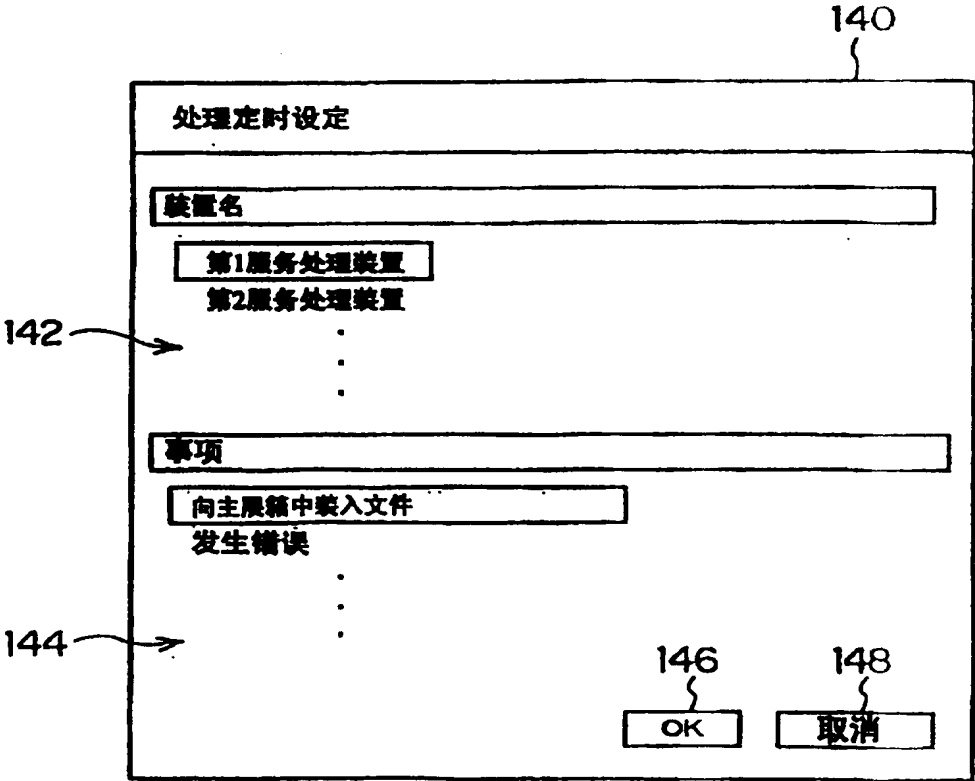 140
处理定时设定
装置名
第1服务处理装置
第2服务处理装置
142
事项
向主展箱中装入文件
发生错误
144
146
148
OK
取消